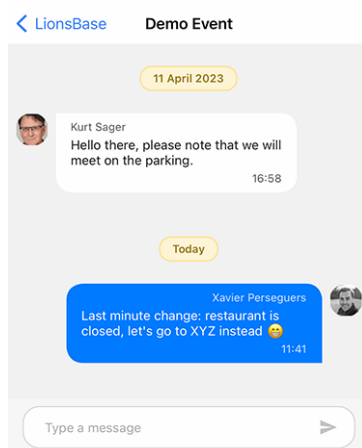 LionsBase
Demo Event
11 April 2023
Kurt Sager
Hello there, please note that we will
meet on the parking.
16:58
Today
Xavier Perseguers
Last minute change: restaurant is
closed, let's go to XYZ instead 😁
11:41
Type a message